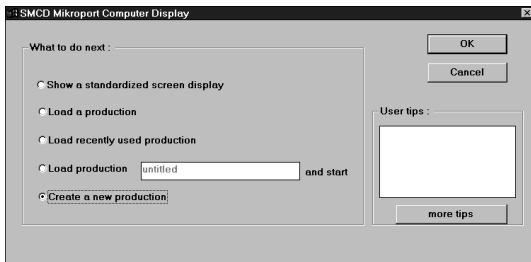 SMCD Mikroport Computer Display
What to do next :
Show a standardized screen display
Load a production
Load recently used production
Load production untitled and start
Create a new production
OK
Cancel
User tips :
more tips